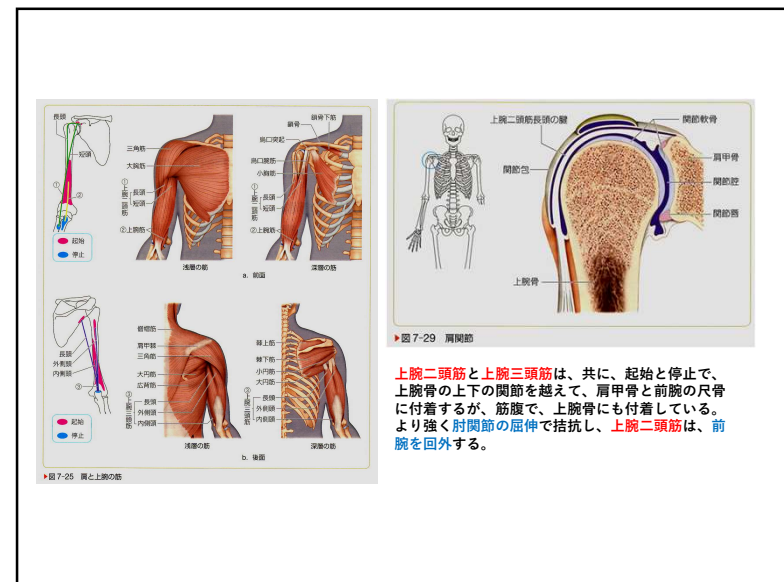 長頭
短頭
①
②
起始
停止
三角筋
大胸筋
①上腕二頭筋
長頭
短頭
②上腕筋
浅層の筋
鎖骨下筋
鎖骨
烏口突起
烏口腕筋
小胸筋
①上腕二頭筋
長頭
短頭
②上腕筋
深層の筋
a. 前面
長頭
外側頭
内側頭
③
起始
停止
僧帽筋
肩甲棘
三角筋
大円筋
広背筋
③上腕三頭筋
長頭
外側頭
内側頭
浅層の筋
棘上筋
棘下筋
小円筋
大円筋
③上腕三頭筋
長頭
外側頭
内側頭
深層の筋
b. 後面
▶図7-25 肩と上腕の筋
上腕二頭筋長頭の腱
関節包
上腕骨
関節軟骨
肩甲骨
関節腔
関節唇
▶図7-29 肩関節
上腕二頭筋と上腕三頭筋は、共に、起始と停止で、
上腕骨の上下の関節を越えて、肩甲骨と前腕の尺骨
に付着するが、筋腹で、上腕骨にも付着している。
より強く肘関節の屈伸で拮抗し、上腕二頭筋は、前
腕を回外する。